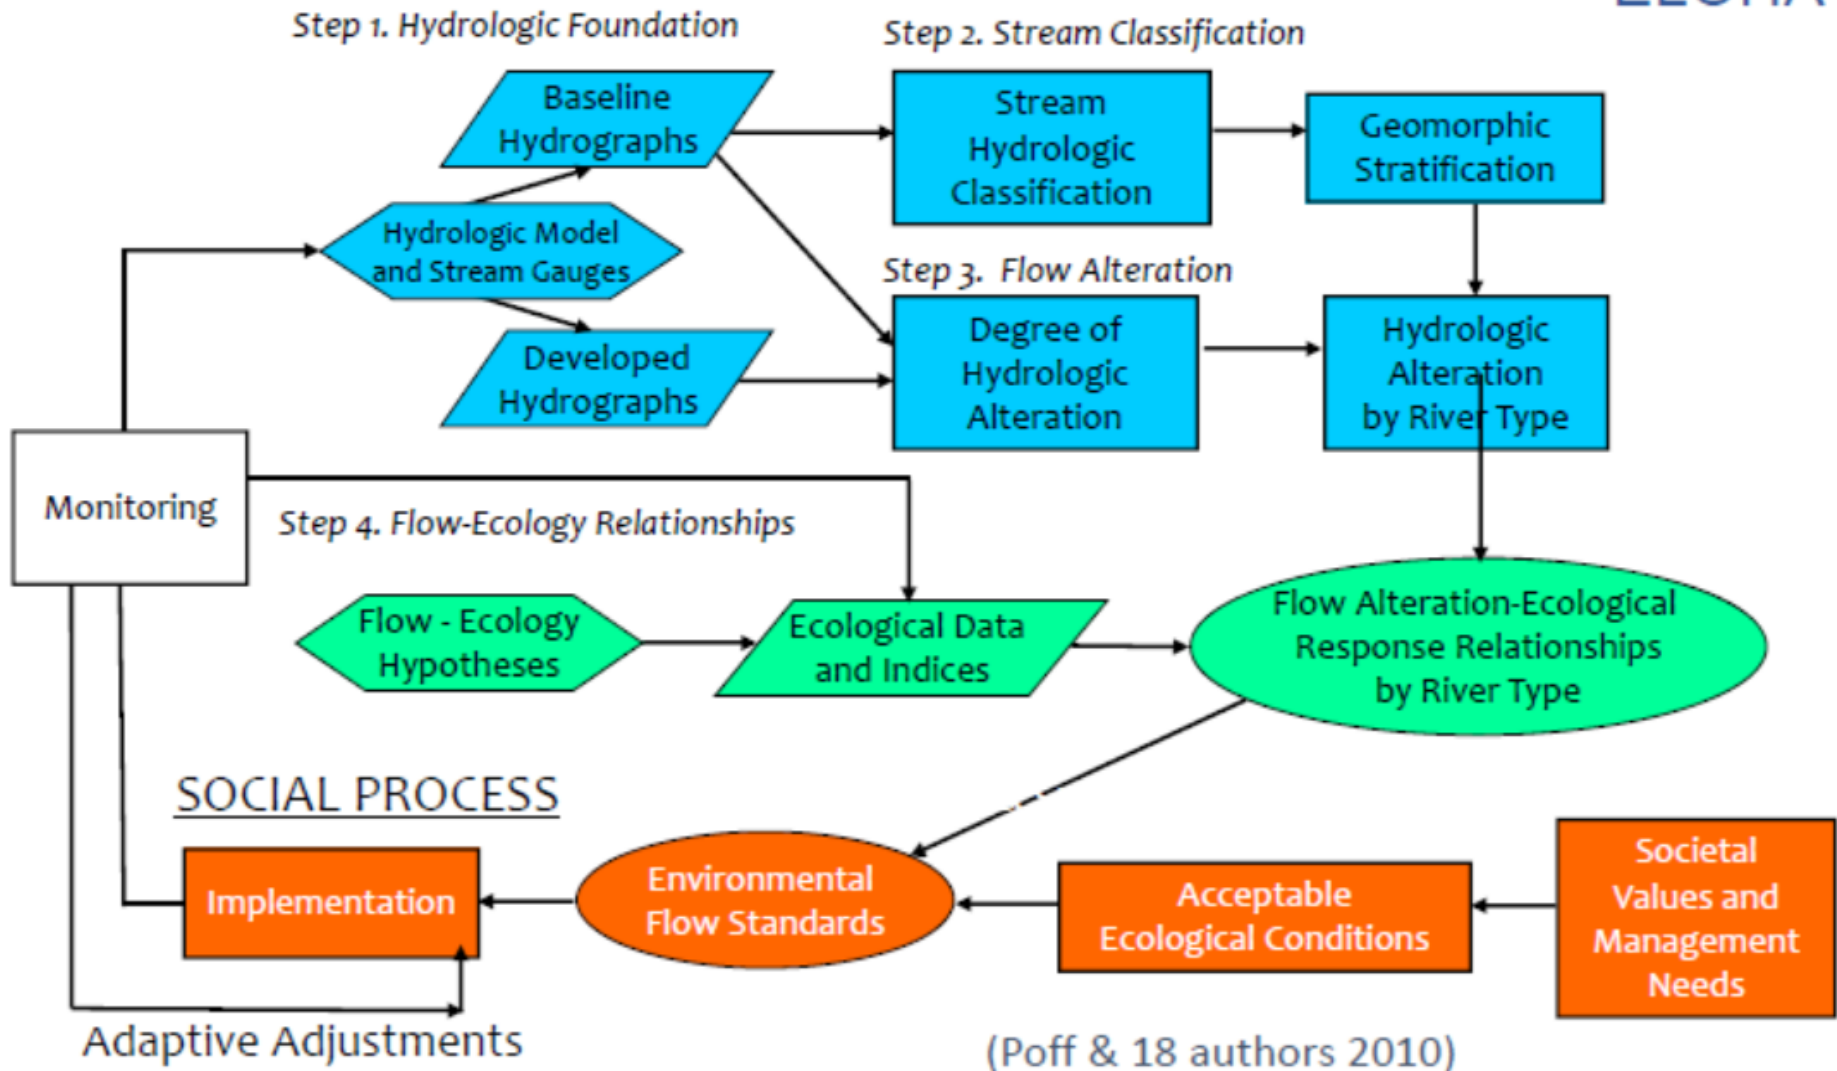 Step 1. Hydrologic Foundation
Step 2. Stream Classification
Baseline
Hydrographs
Stream
Hydrologic
Classification
Geomorphic
Stratification
Hydrologic Model
and Stream Gauges
Step 3. Flow Alteration
Developed
Hydrographs
Degree of
Hydrologic
Alteration
Hydrologic
Alteration
by River Type
Monitoring
Step 4. Flow-Ecology Relationships
Flow - Ecology
Hypotheses
Ecological Data
and Indices
Flow Alteration-Ecological
Response Relationships
by River Type
SOCIAL PROCESS
Implementation
Environmental
Flow Standards
Acceptable
Ecological Conditions
Societal
Values and
Management
Needs
Adaptive Adjustments
(Poff & 18 authors 2010)